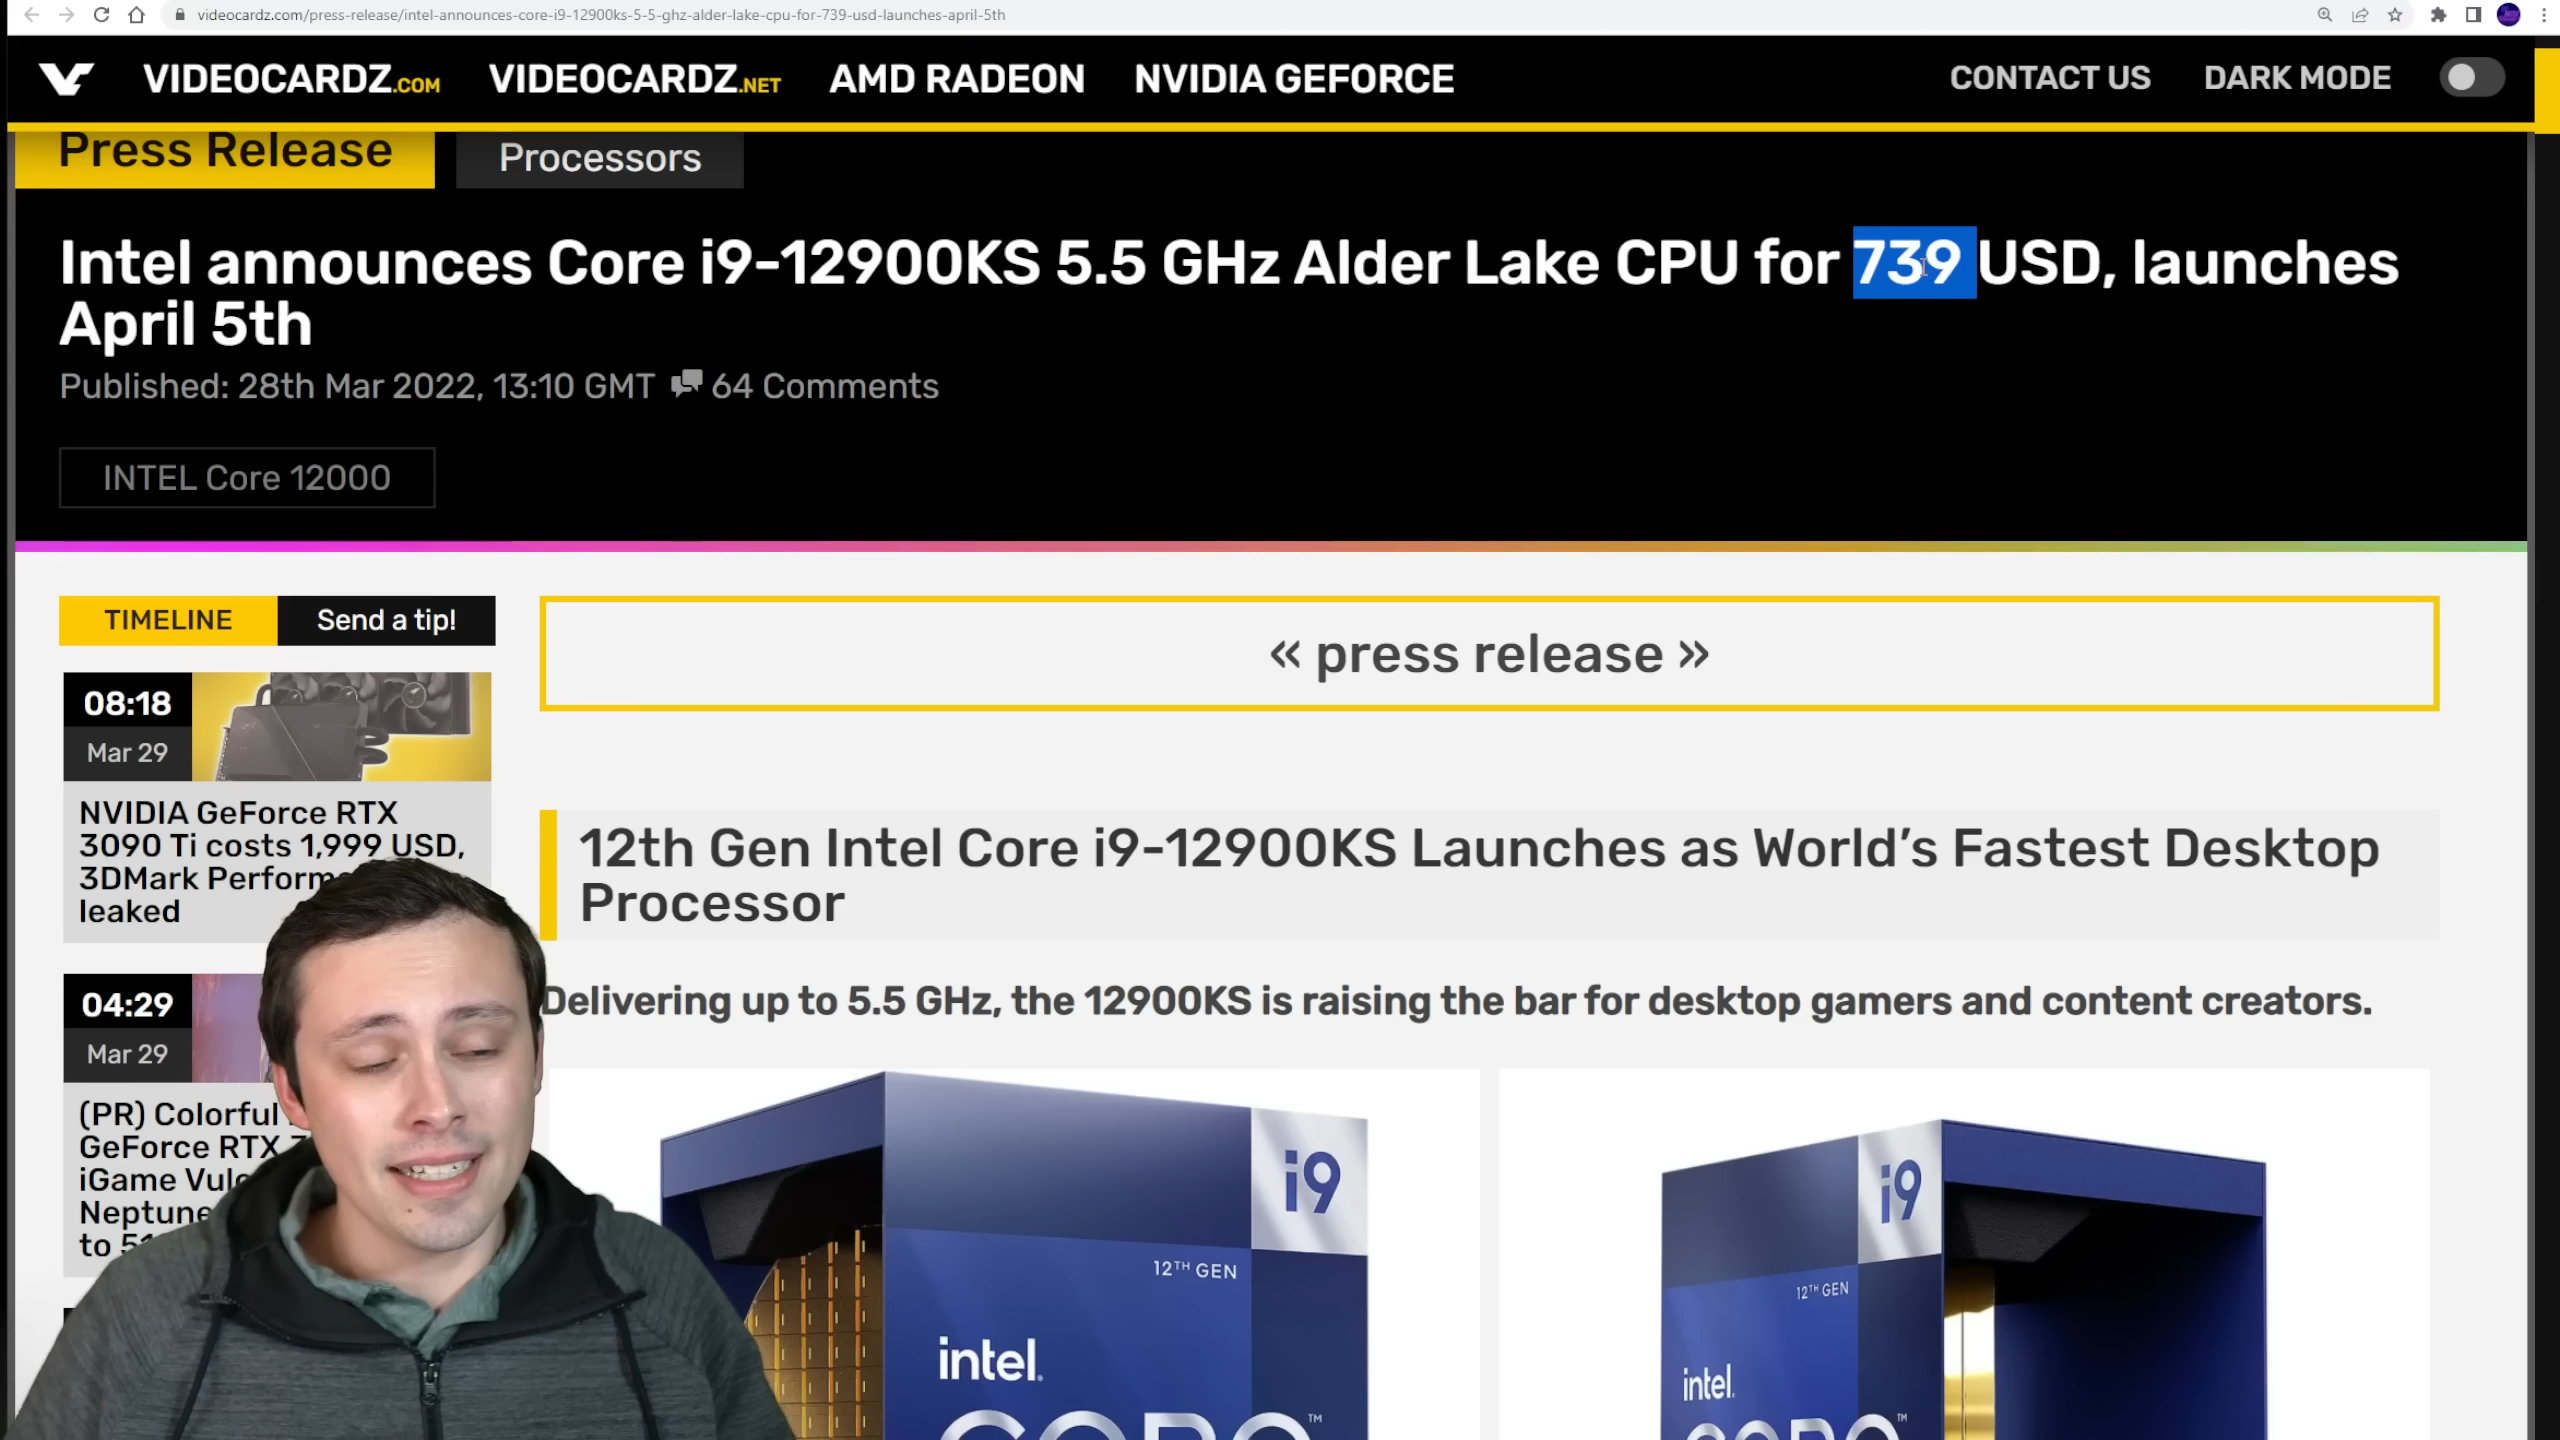 videocardz.com/press-release/intel-announces-core-i9-12900ks-5-5-ghz-alder-lake-cpu-for-739-usd-launches-april-5th
VIDEOCARDZ.COM VIDEOCARDZ.NET AMD RADEON NVIDIA GEFORCE CONTACT US DARK MODE
Press Release Processors
Intel announces Core i9-12900KS 5.5 GHz Alder Lake CPU for 739 USD, launches
April 5th
Published: 28th Mar 2022, 13:10 GMT 64 Comments
INTEL Core 12000
TIMELINE Send a tip!
« press release »
08:18
Mar 29
NVIDIA GeForce RTX
3090 Ti costs 1,999 USD,
3DMark Perform
leaked
12th Gen Intel Core i9-12900KS Launches as World’s Fastest Desktop
Processor
Delivering up to 5.5 GHz, the 12900KS is raising the bar for desktop gamers and content creators.
04:29
Mar 29
(PR) Colorful
GeForce RTX
iGame Vulc
Neptune
to
i9
12TH GEN
intel.
CORE™
i9
12TH GEN
intel.
CORE™